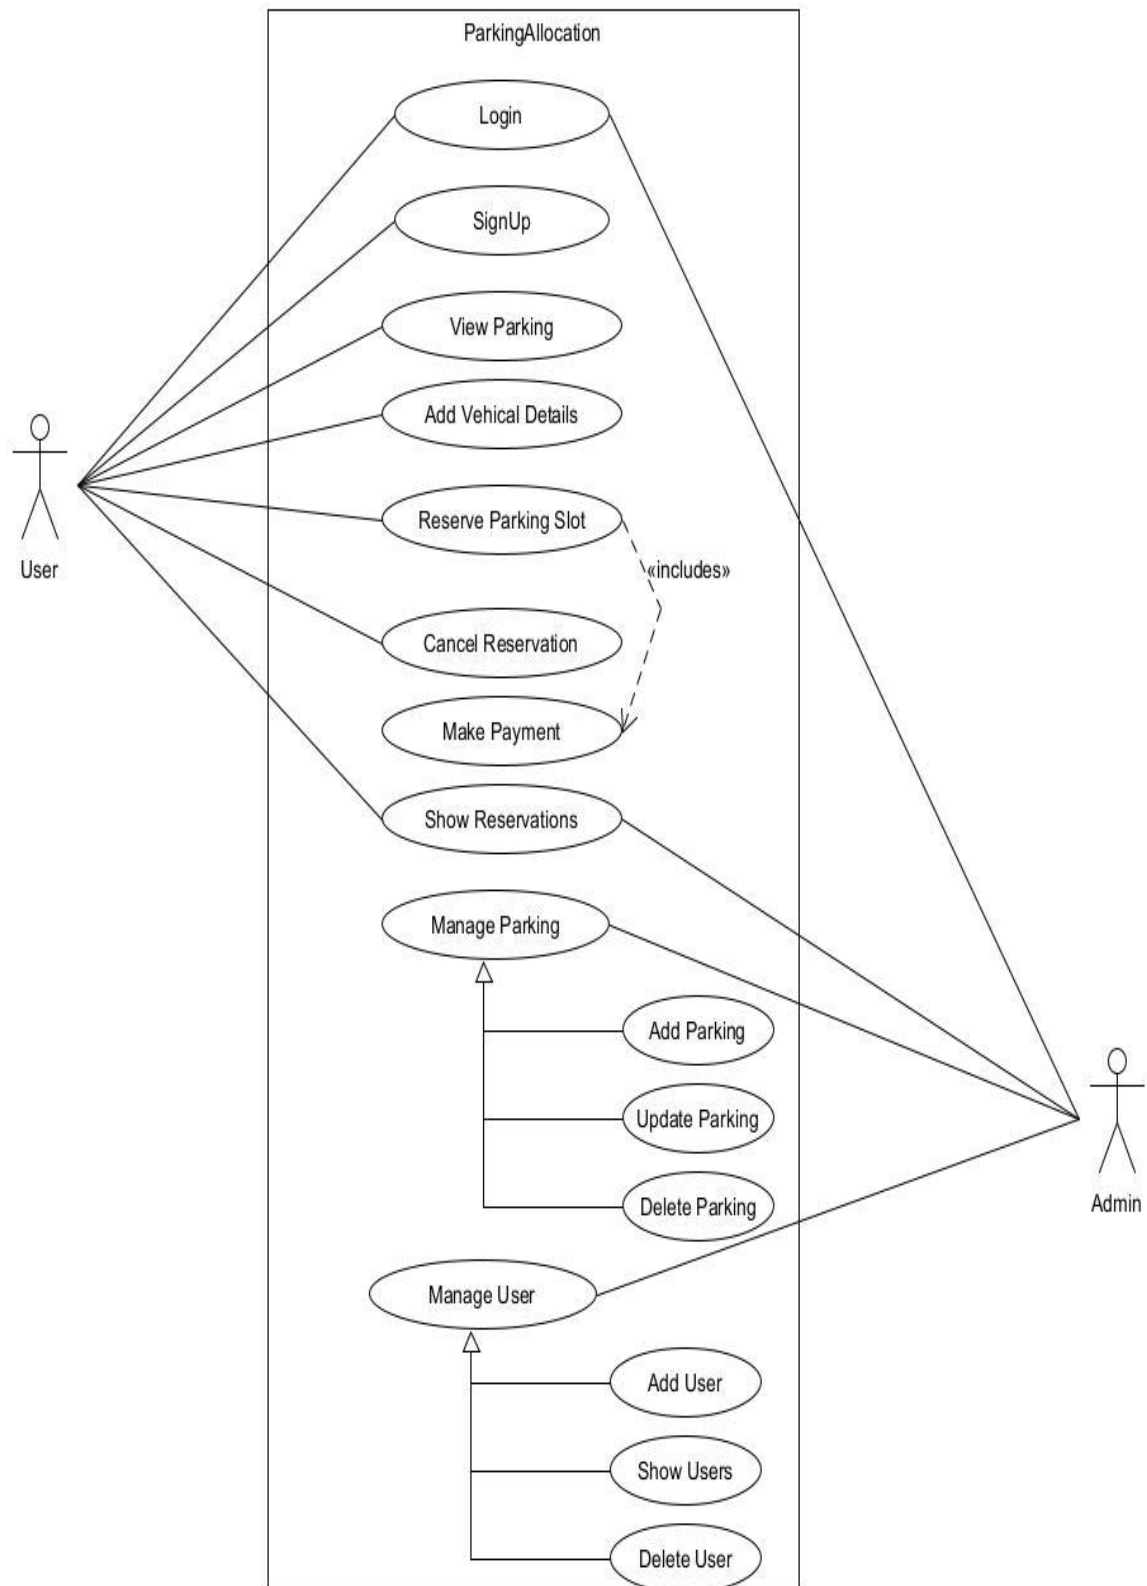 ParkingAllocation
Login
SignUp
View Parking
Add Vehical Details
Reserve Parking Slot
«includes»
User
Cancel Reservation
Make Payment
Show Reservations
Manage Parking
Add Parking
Update Parking
Delete Parking
Admin
Manage User
Add User
Show Users
Delete User